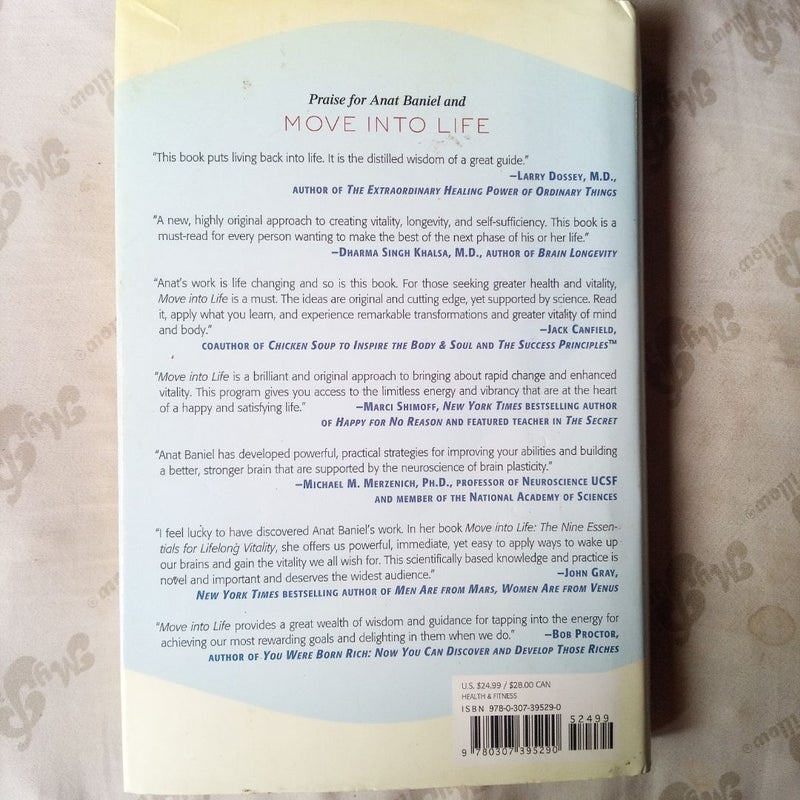 Praise for Anat Baniel and
MOVE INTO LIFE
"This book puts living back into life. It is the distilled wisdom of a great guide."
—LARRY DOSSEY, M.D.,
AUTHOR OF THE EXTRAORDINARY HEALING POWER OF ORDINARY THINGS
"A new, highly original approach to creating vitality, longevity, and self-sufficiency. This book is a
must-read for every person wanting to make the best of the next phase of his or her life."
—DHARMA SINGH KHALSA, M.D., AUTHOR OF BRAIN LONGEVITY
"Anat's work is life changing and so is this book. For those seeking greater health and vitality,
Move into Life is a must. The ideas are original and cutting edge, yet supported by science. Read
it, apply what you learn, and experience remarkable transformations and greater vitality of mind
and body." —JACK CANFIELD,
COAUTHOR OF CHICKEN SOUP TO INSPIRE THE BODY & SOUL AND THE SUCCESS PRINCIPLES™
"Move into Life is a brilliant and original approach to bringing about rapid change and enhanced
vitality. This program gives you access to the limitless energy and vibrancy that are at the heart
of a happy and satisfying life." —MARCI SHIMOFF, NEW YORK TIMES BESTSELLING AUTHOR
OF HAPPY FOR NO REASON AND FEATURED TEACHER IN THE SECRET
"Anat Baniel has developed powerful, practical strategies for improving your abilities and building
a better, stronger brain that are supported by the neuroscience of brain plasticity."
—MICHAEL M. MERZENICH, PH.D., PROFESSOR OF NEUROSCIENCE UCSF
AND MEMBER OF THE NATIONAL ACADEMY OF SCIENCES
"I feel lucky to have discovered Anat Baniel's work. In her book Move into Life: The Nine Essen-
tials for Lifelong Vitality, she offers us powerful, immediate, yet easy to apply ways to wake up
our brains and gain the vitality we all wish for. This scientifically based knowledge and practice is
novel and important and deserves the widest audience." —JOHN GRAY,
NEW YORK TIMES BESTSELLING AUTHOR OF MEN ARE FROM MARS, WOMEN ARE FROM VENUS
"Move into Life provides a great wealth of wisdom and guidance for tapping into the energy for
achieving our most rewarding goals and delighting in them when we do." —BOB PROCTOR,
AUTHOR OF YOU WERE BORN RICH: NOW YOU CAN DISCOVER AND DEVELOP THOSE RICHES
U.S. $24.99 / $28.00 CAN
HEALTH & FITNESS
ISBN 978-0-307-39529-0
52499
9 780307 395290
MyPillow®